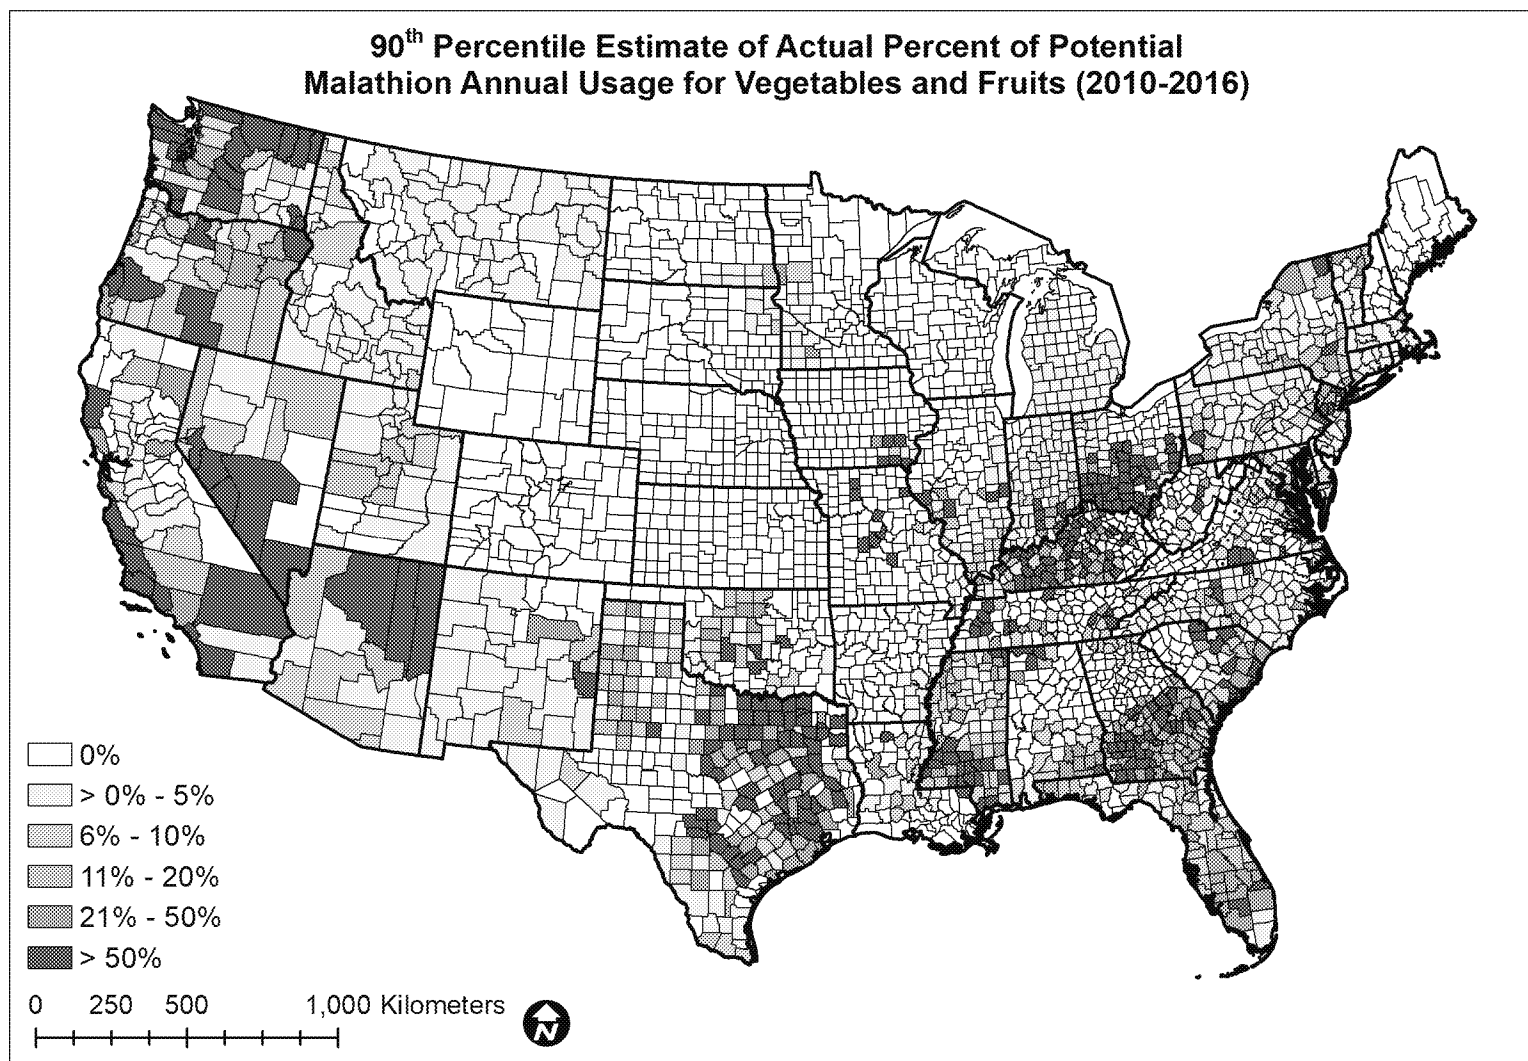 90th Percentile Estimate of Actual Percent of Potential
Malathion Annual Usage for Vegetables and Fruits (2010-2016)
0%
> 0% - 5%
6% - 10%
11% - 20%
21% - 50%
> 50%
0 250 500 1,000 Kilometers
N